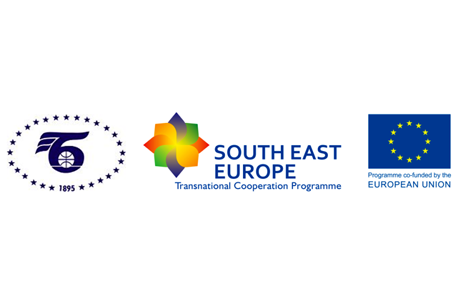 1895
SOUTH EAST
EUROPE
Transnational Cooperation Programme
Programme co-funded by the
EUROPEAN UNION